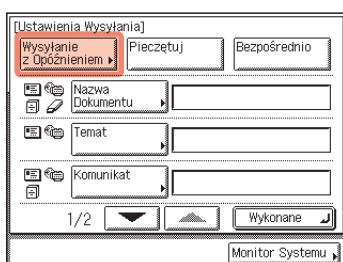 [Ustawienia Wysyłania]
Wysyłanie
z Opóźnieniem
Pieczętuj
Bezpośrednio
Nazwa
Dokumentu
Temat
Komunikat
1/2
Wykonane
Monitor Systemu